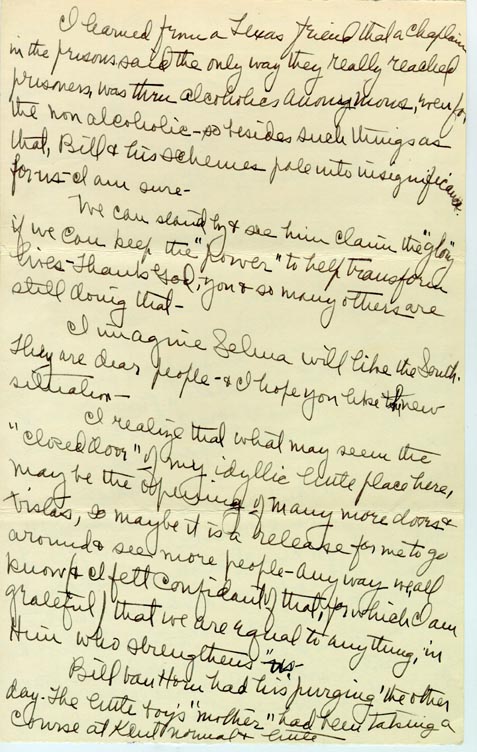 I learned from a Texas friend that a chaplain
in the prisons, said the only way they really reached
prisoners, was thru alcoholics anonymous, even for
the non alcoholic - so besides such things as
that, Bill & his schemes pale into insignificance
for us - I am sure -
We can stand by & see him claim the "glory"
if we can keep the "power" to help transform
lives - Thank God, you & so many others are
still doing that -
I imagine Selma will like the South.
They are dear people - & I hope you like the new
situation -
I realize that what may seem the
"closed door" of my idyllic little place here,
may be the opening of many more doors &
vistas, so maybe it is a release for me to go
around & see more people - Any way we all
know (& I felt confidant of that, for which I am
grateful) that we are equal to anything, in
Him who strengthens us -
Bill Van Horn had his "purging" the other
day - The little boy's "mother" had been taking a
course at Kent normal & little